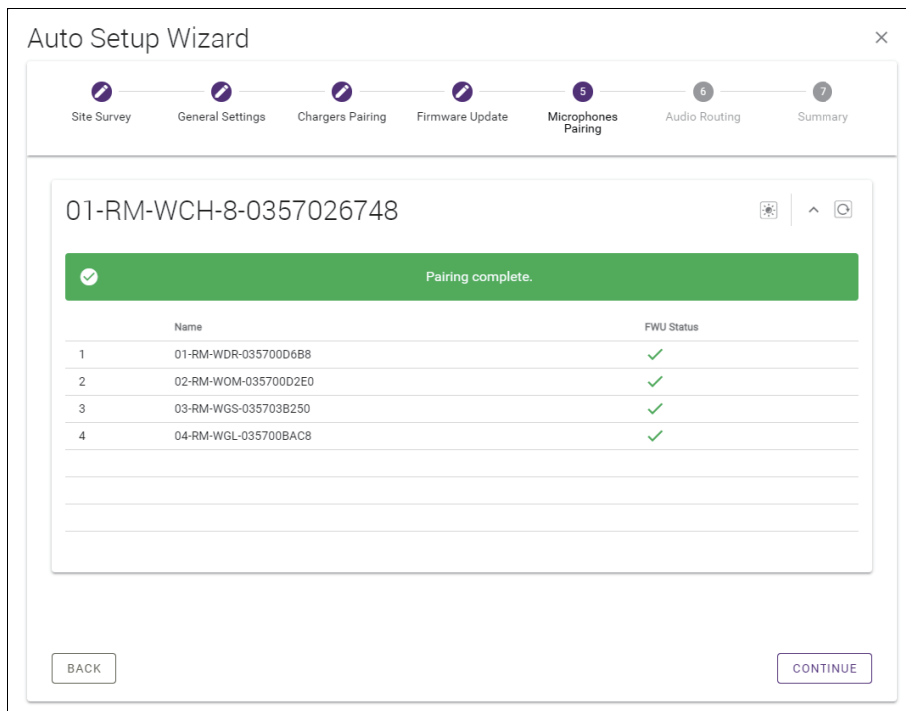 Auto Setup Wizard
Site Survey
General Settings
Chargers Pairing
Firmware Update
5
Microphones
Pairing
6
Audio Routing
7
Summary
01-RM-WCH-8-0357026748
Pairing complete.
Name FWU Status
1 01-RM-WDR-035700D6B8
2 02-RM-WOM-035700D2E0
3 03-RM-WGS-035703B250
4 04-RM-WGL-035700BAC8
BACK CONTINUE